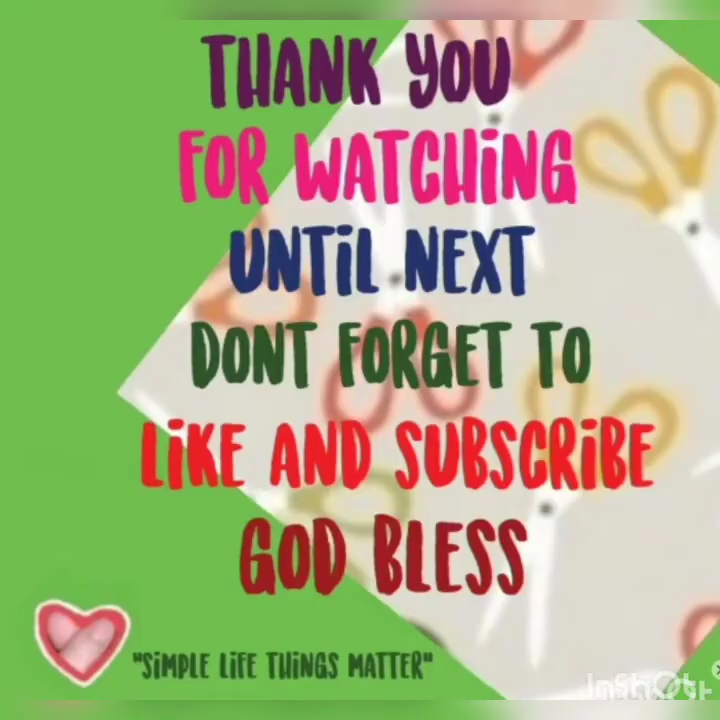 THANK YOU
FOR WATCHiNG
UNTiL NEXT
DONT FORGET TO
LiKE AND SUBSCRiBE
GOD BLESS
"SiMPLE LiFE THiNGS MATTER"
InShOt